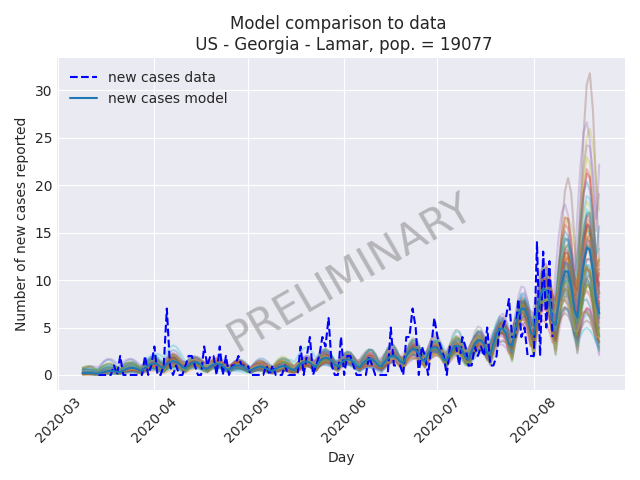 Model comparison to data
US - Georgia - Lamar, pop. = 19077
new cases data
new cases model
Number of new cases reported
30
25
20
15
10
5
0
PRELIMINARY
2020-03
2020-04
2020-05
2020-06
2020-07
2020-08
Day